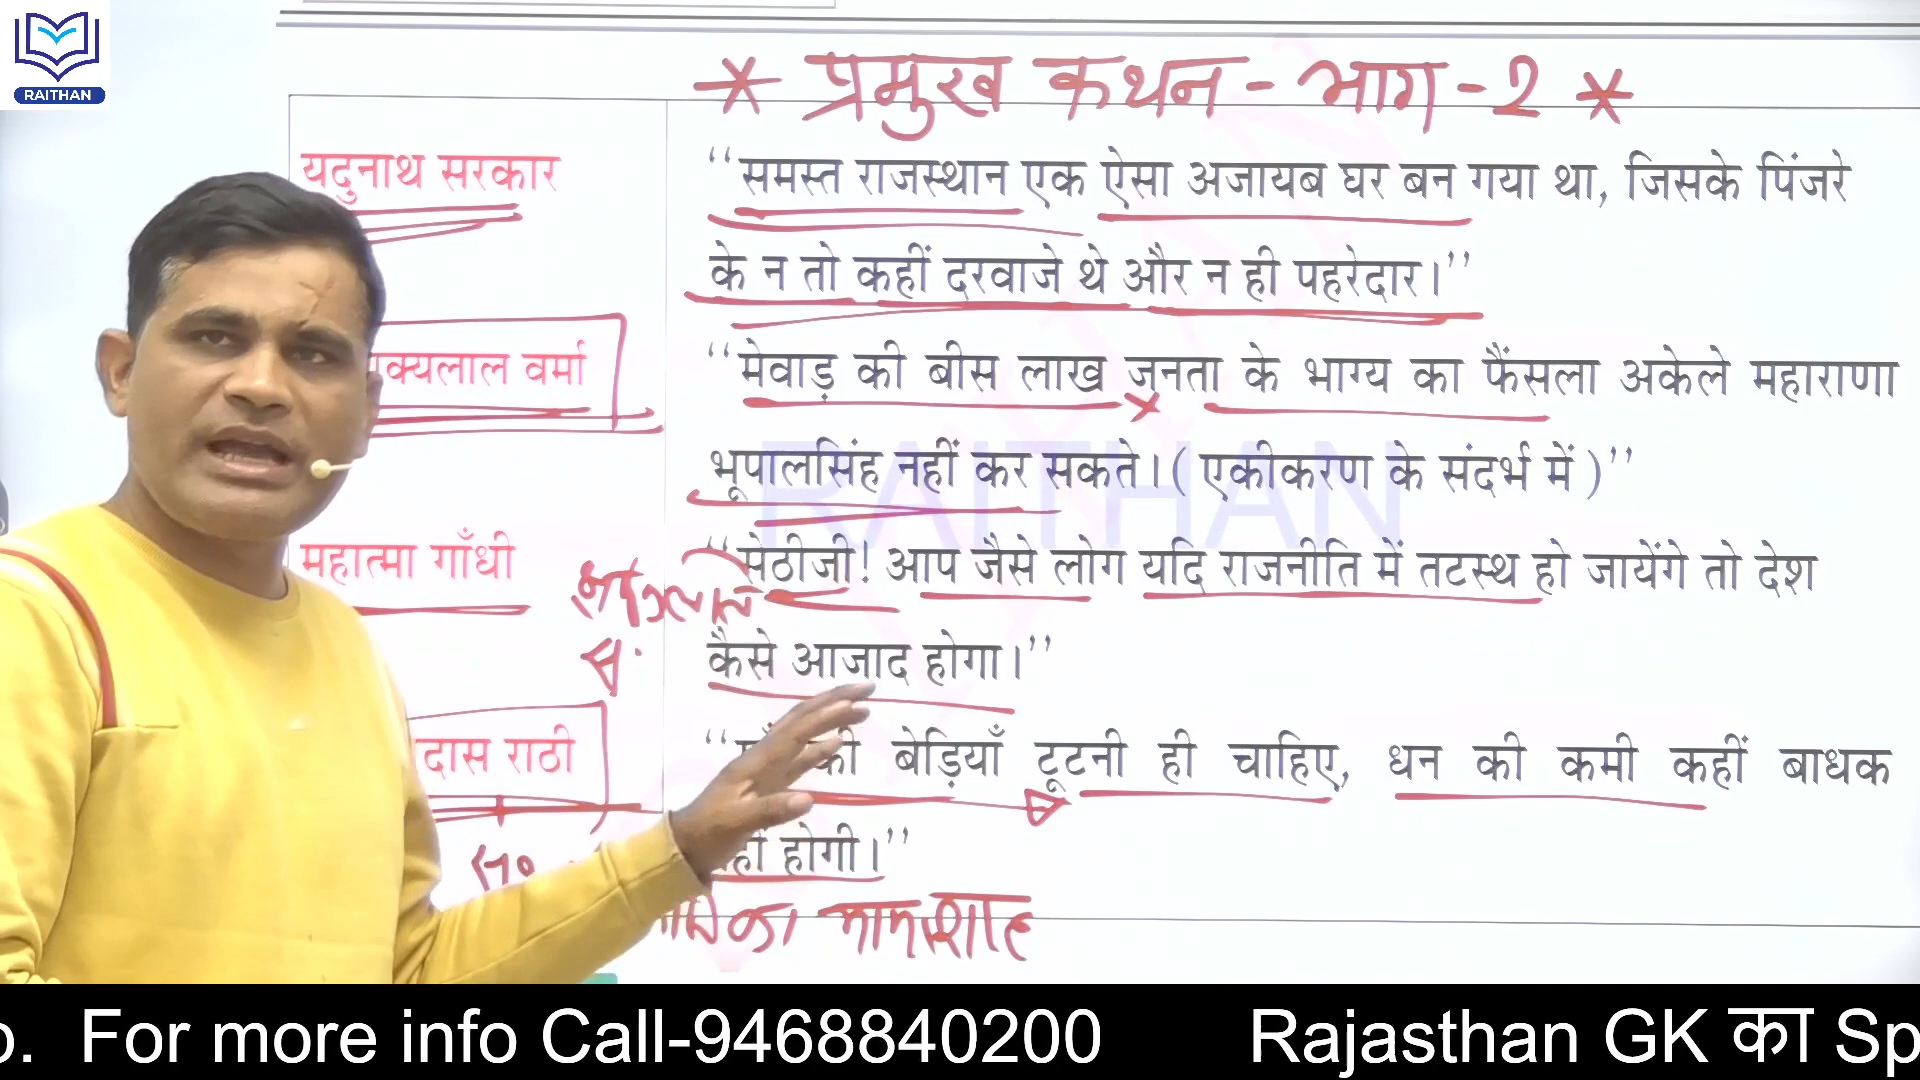 RAITHAN
* प्रमुख कथन - भाग - 2 *
यदुनाथ सरकार
“समस्त राजस्थान एक ऐसा अजायब घर बन गया था, जिसके पिंजरे
के न तो कहीं दरवाजे थे और न ही पहरेदार।”
क्यलाल वर्मा
“मेवाड़ की बीस लाख जनता के भाग्य का फैंसला अकेले महाराणा
भूपालसिंह नहीं कर सकते। ( एकीकरण के संदर्भ में )”
महात्मा गाँधी
“सेठीजी! आप जैसे लोग यदि राजनीति में तटस्थ हो जायेंगे तो देश
कैसे आजाद होगा।”
दास राठी
की बेड़ियाँ टूटनी ही चाहिए, धन की कमी कहीं बाधक
होगी।”
भामाशाह
RAITHAN
For more info Call-9468840200 Rajasthan GK का Sp